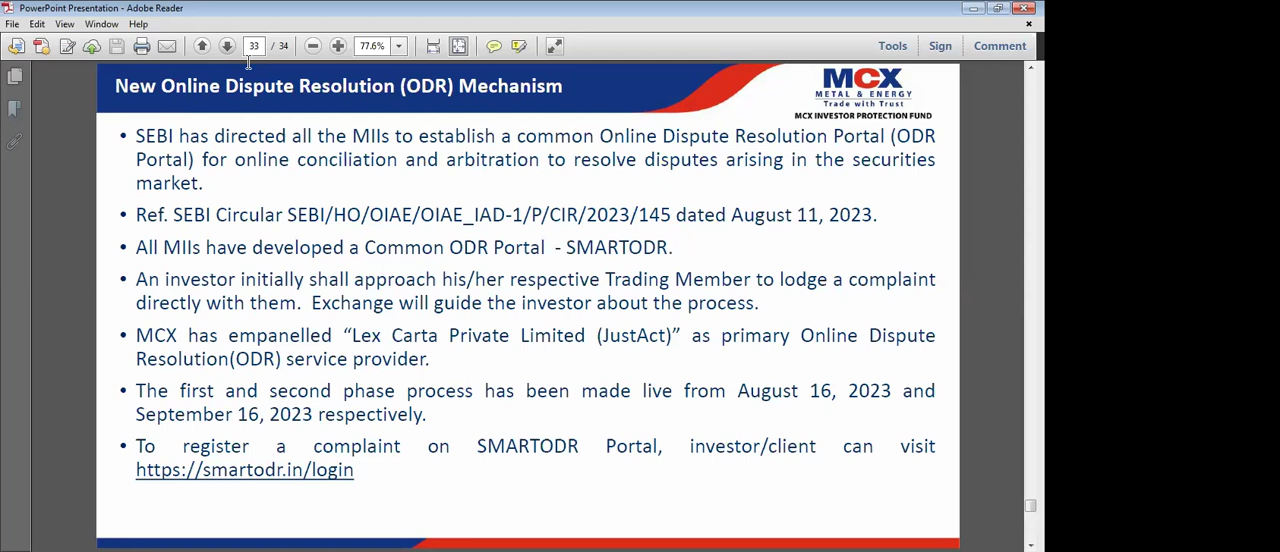 PowerPoint Presentation - Adobe Reader
File Edit View Window Help
33 / 34 77.6% Tools Sign Comment
New Online Dispute Resolution (ODR) Mechanism
MCX
METAL & ENERGY
Trade with Trust
MCX INVESTOR PROTECTION FUND
• SEBI has directed all the MIIs to establish a common Online Dispute Resolution Portal (ODR
Portal) for online conciliation and arbitration to resolve disputes arising in the securities
market.
• Ref. SEBI Circular SEBI/HO/OIAE/OIAE_IAD-1/P/CIR/2023/145 dated August 11, 2023.
• All MIIs have developed a Common ODR Portal - SMARTODR.
• An investor initially shall approach his/her respective Trading Member to lodge a complaint
directly with them. Exchange will guide the investor about the process.
• MCX has empanelled “Lex Carta Private Limited (JustAct)” as primary Online Dispute
Resolution(ODR) service provider.
• The first and second phase process has been made live from August 16, 2023 and
September 16, 2023 respectively.
• To register a complaint on SMARTODR Portal, investor/client can visit
https://smartodr.in/login